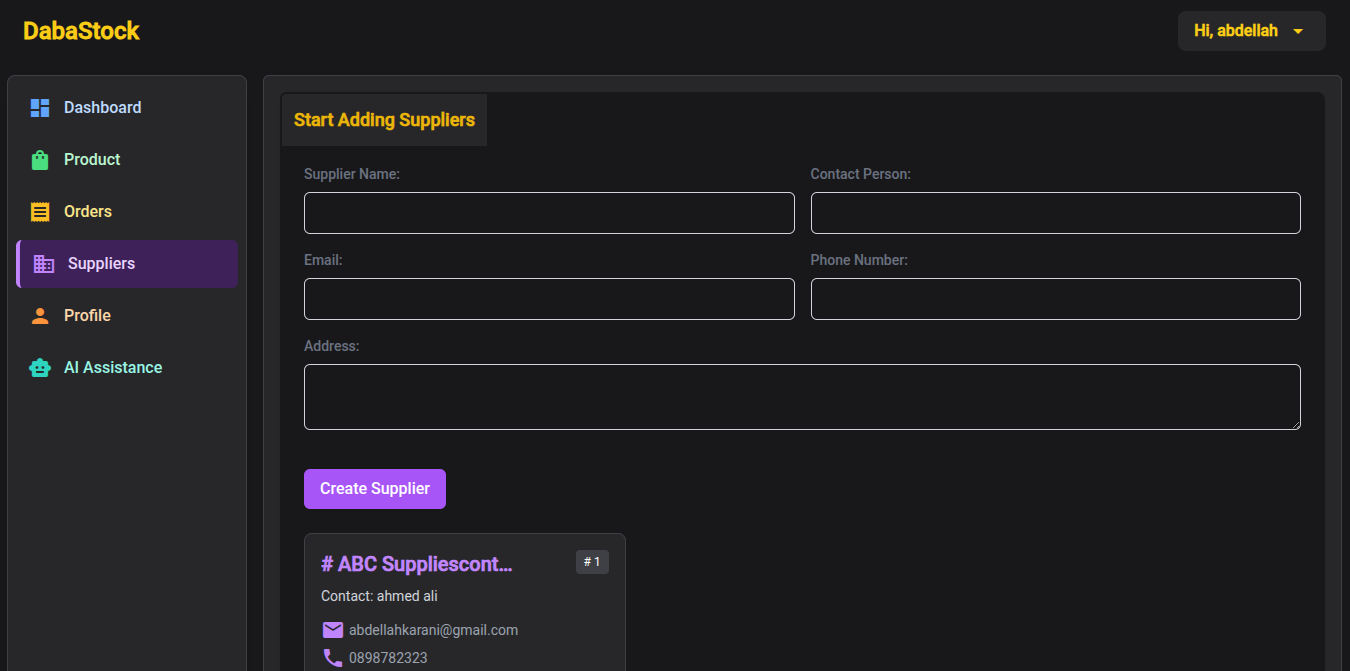 DabaStock
Hi, abdellah
Dashboard
Product
Orders
Suppliers
Profile
AI Assistance
Start Adding Suppliers
Supplier Name:
Contact Person:
Email:
Phone Number:
Address:
Create Supplier
# ABC Suppliescont...
# 1
Contact: ahmed ali
abdellahkarani@gmail.com
0898782323